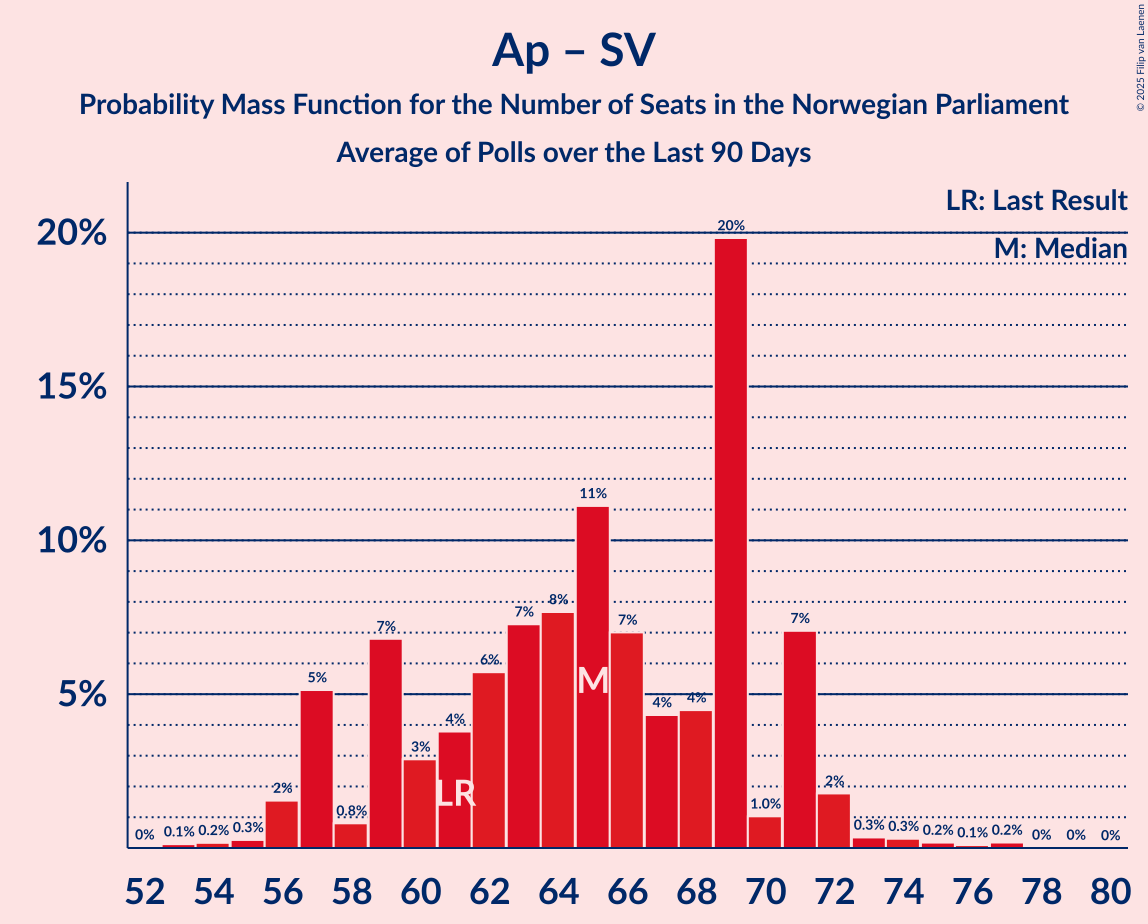 Ap – SV
Probability Mass Function for the Number of Seats in the Norwegian Parliament
Average of Polls over the Last 90 Days
© 2025 Filip van Laenen
LR: Last Result
M: Median
20%
15%
10%
5%
0% 0.1% 0.2% 0.3% 2% 5% 0.8% 7% 3% 4% 6% 7% 8% 11% 7% 4% 4% 20% 1.0% 7% 2% 0.3% 0.3% 0.2% 0.1% 0.2% 0% 0% 0%
LR M
52 54 56 58 60 62 64 66 68 70 72 74 76 78 80